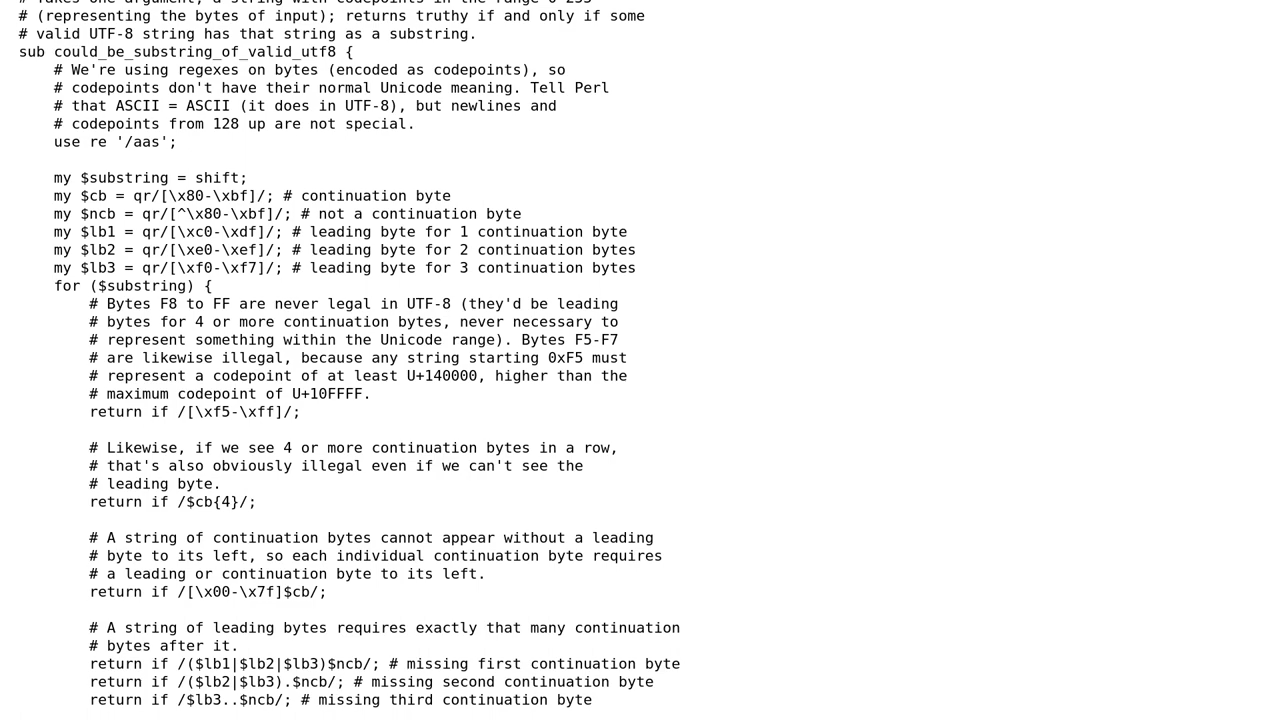 # Takes one argument, a string with codepoints in the range 0-255
# (representing the bytes of input); returns truthy if and only if some
# valid UTF-8 string has that string as a substring.
sub could_be_substring_of_valid_utf8 {
    # We're using regexes on bytes (encoded as codepoints), so
    # codepoints don't have their normal Unicode meaning. Tell Perl
    # that ASCII = ASCII (it does in UTF-8), but newlines and
    # codepoints from 128 up are not special.
    use re '/aas';

    my $substring = shift;
    my $cb = qr/[\x80-\xbf]/; # continuation byte
    my $ncb = qr/[^\x80-\xbf]/; # not a continuation byte
    my $lb1 = qr/[\xc0-\xdf]/; # leading byte for 1 continuation byte
    my $lb2 = qr/[\xe0-\xef]/; # leading byte for 2 continuation bytes
    my $lb3 = qr/[\xf0-\xf7]/; # leading byte for 3 continuation bytes
    for ($substring) {
        # Bytes F8 to FF are never legal in UTF-8 (they'd be leading
        # bytes for 4 or more continuation bytes, never necessary to
        # represent something within the Unicode range). Bytes F5-F7
        # are likewise illegal, because any string starting 0xF5 must
        # represent a codepoint of at least U+140000, higher than the
        # maximum codepoint of U+10FFFF.
        return if /[\xf5-\xff]/;

        # Likewise, if we see 4 or more continuation bytes in a row,
        # that's also obviously illegal even if we can't see the
        # leading byte.
        return if /$cb{4}/;

        # A string of continuation bytes cannot appear without a leading
        # byte to its left, so each individual continuation byte requires
        # a leading or continuation byte to its left.
        return if /[\x00-\x7f]$cb/;

        # A string of leading bytes requires exactly that many continuation
        # bytes after it.
        return if /($lb1|$lb2|$lb3)$ncb/; # missing first continuation byte
        return if /($lb2|$lb3).$ncb/; # missing second continuation byte
        return if /$lb3..$ncb/; # missing third continuation byte